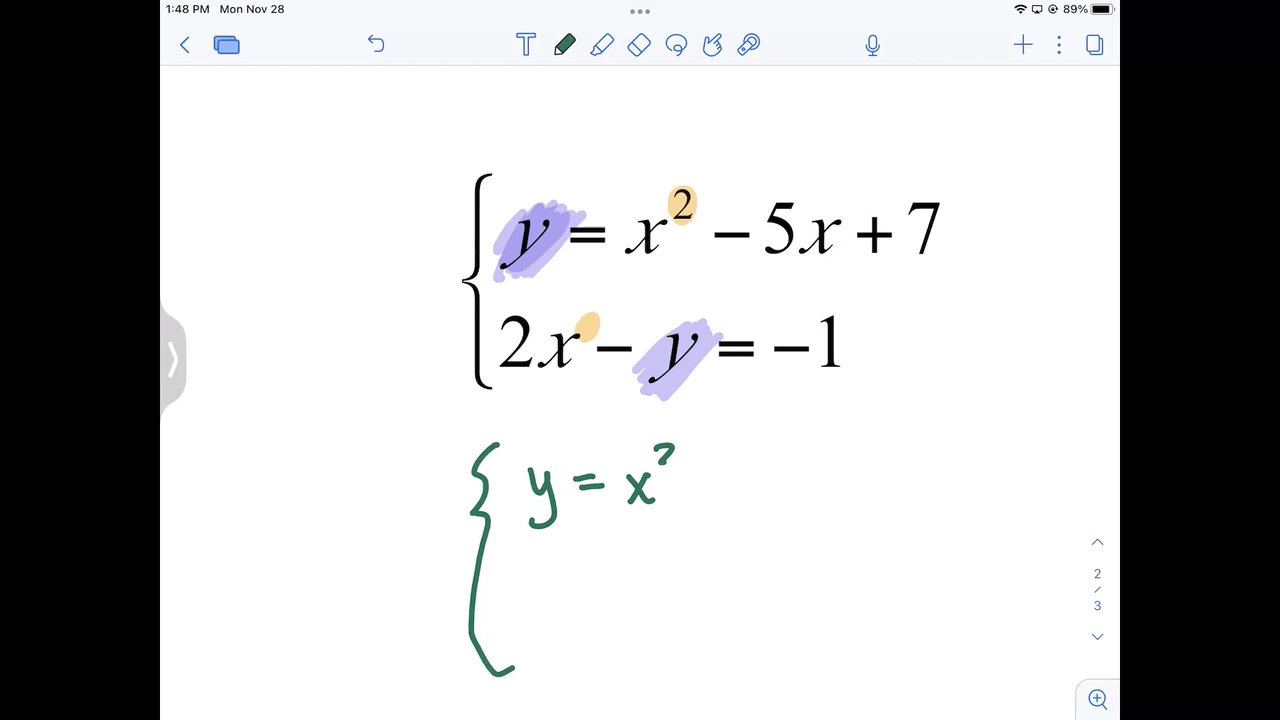 1:48 PM Mon Nov 28
89%
T
y = x² − 5x + 7
2x − y = −1
y = x²
2
/
3